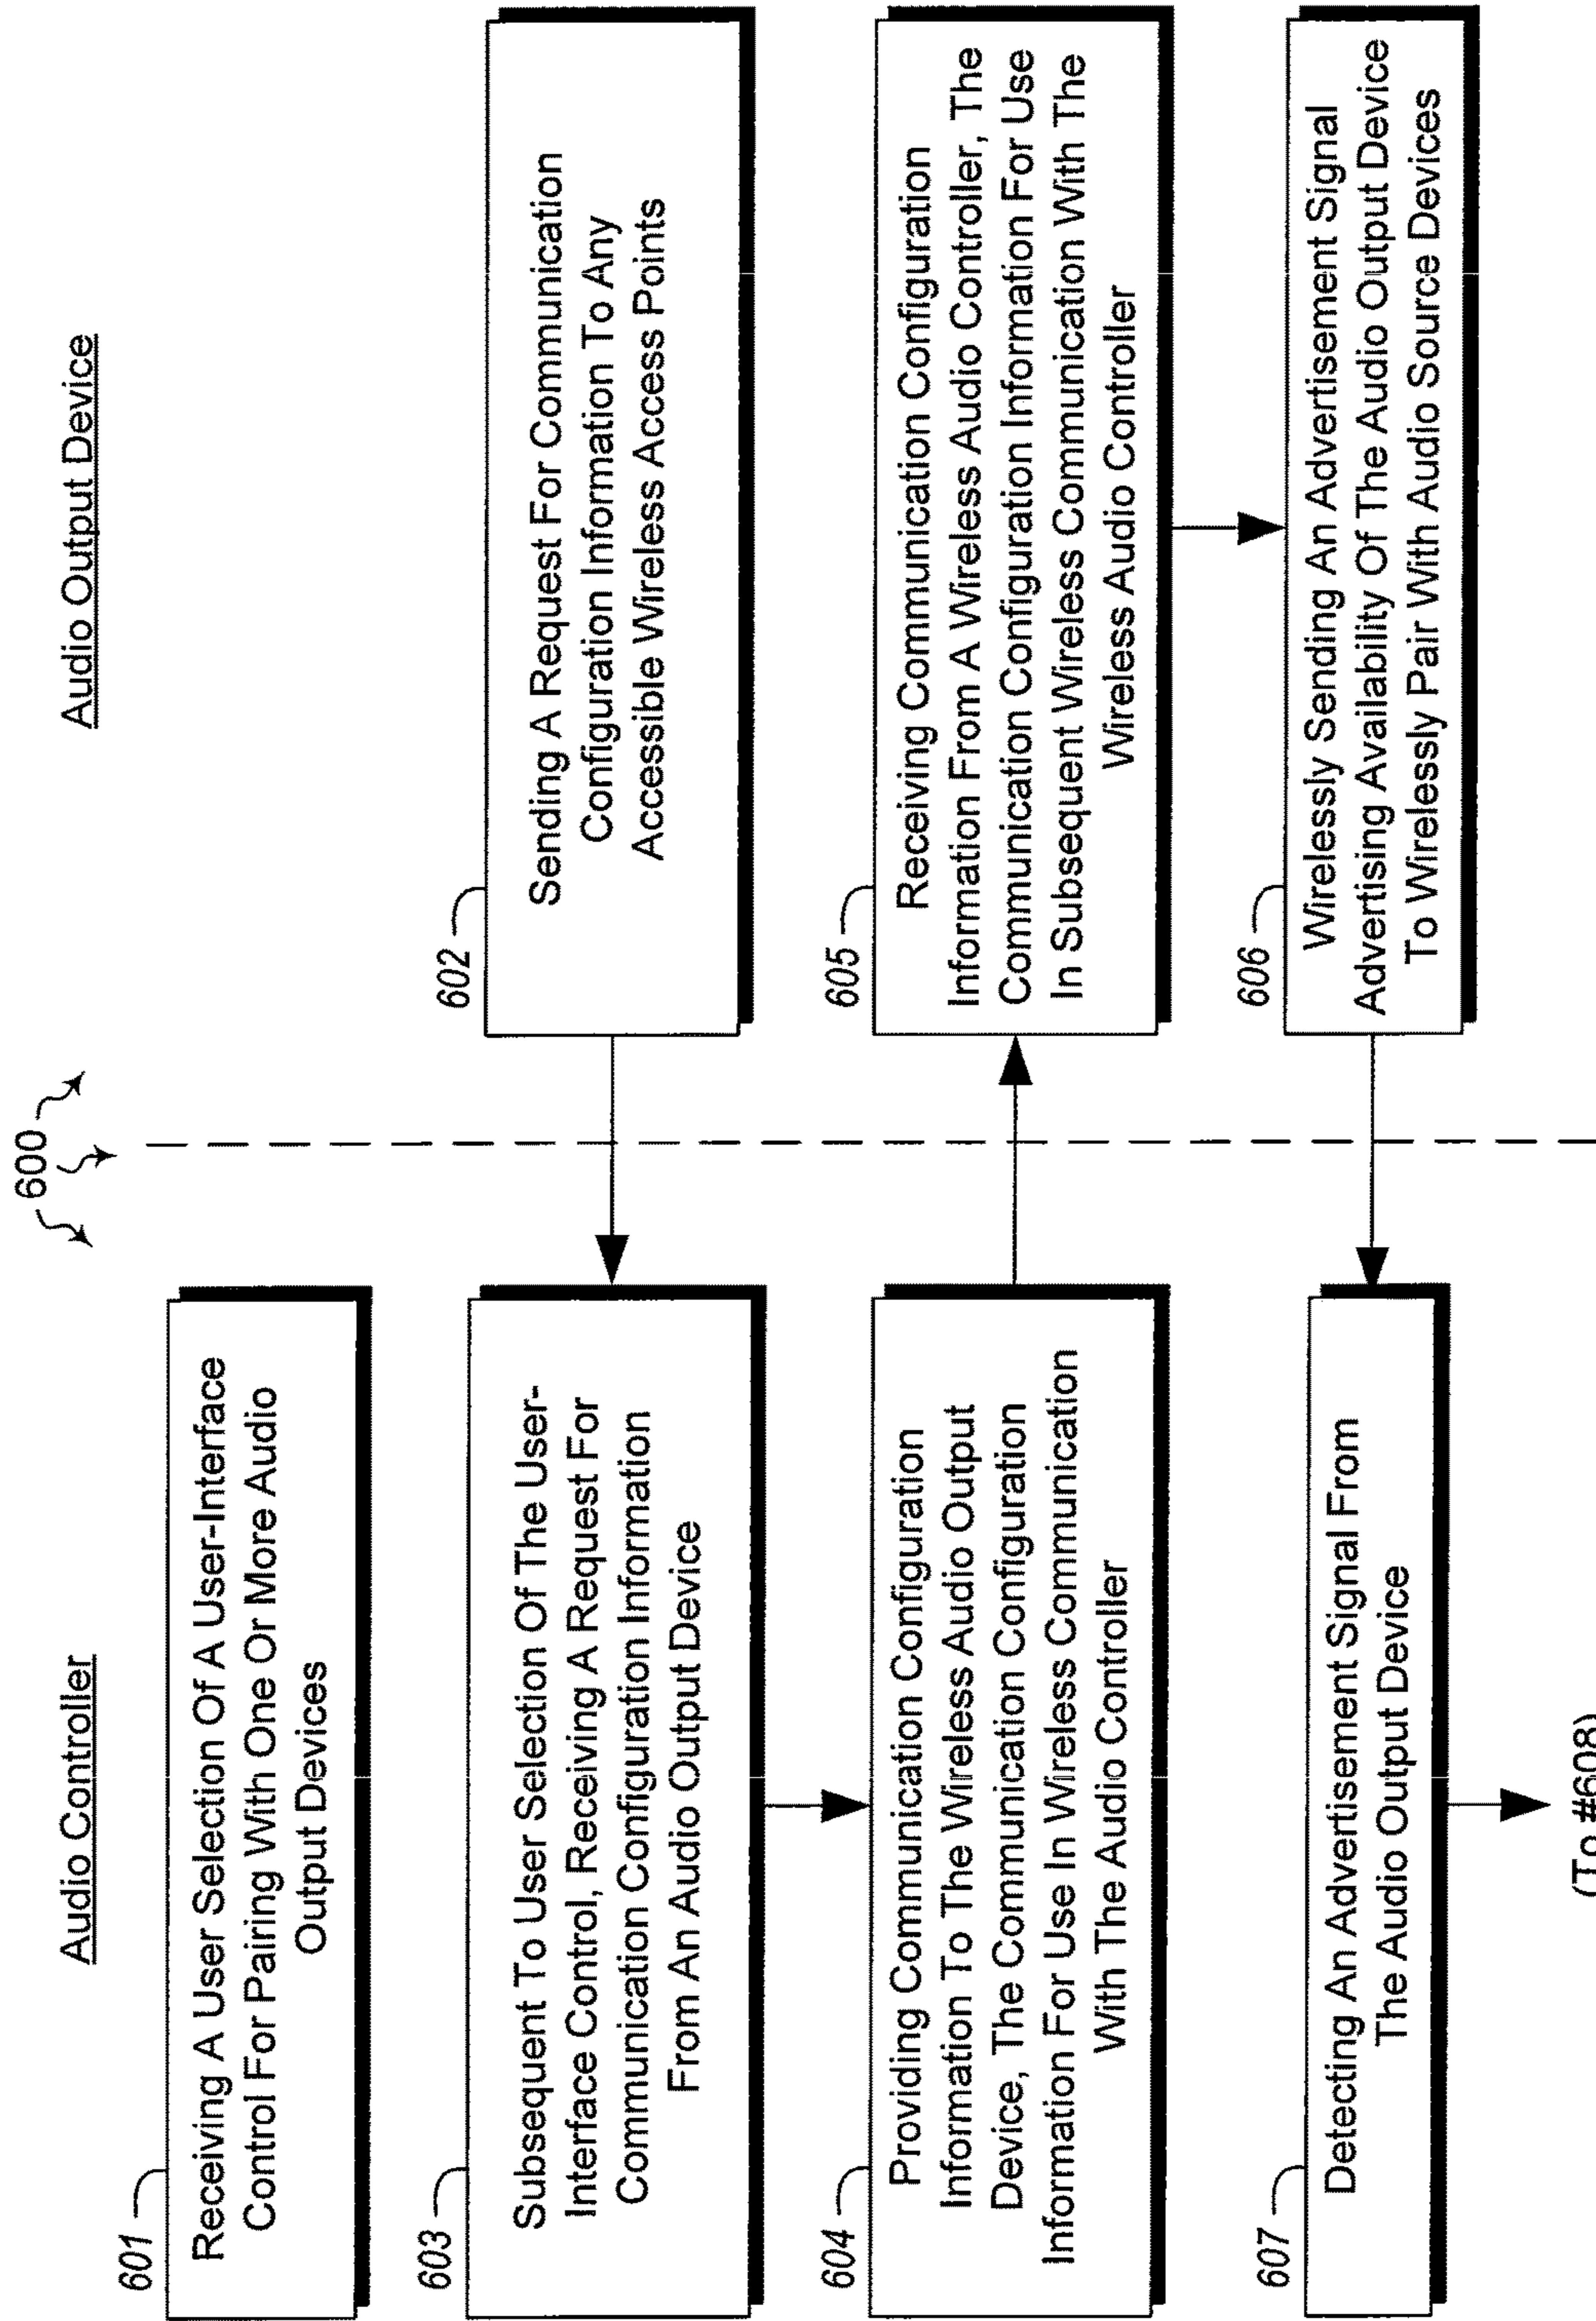 600
Audio Controller
Audio Output Device
601
Receiving A User Selection Of A User-Interface
Control For Pairing With One Or More Audio
Output Devices
602
Sending A Request For Communication
Configuration Information To Any
Accessible Wireless Access Points
603
Subsequent To User Selection Of The User-
Interface Control, Receiving A Request For
Communication Configuration Information
From An Audio Output Device
604
Providing Communication Configuration
Information To The Wireless Audio Output
Device, The Communication Configuration
Information For Use In Wireless Communication
With The Audio Controller
605
Receiving Communication Configuration
Information From A Wireless Audio Controller, The
Communication Configuration Information For Use
In Subsequent Wireless Communication With The
Wireless Audio Controller
606
Wirelessly Sending An Advertisement Signal
Advertising Availability Of The Audio Output Device
To Wirelessly Pair With Audio Source Devices
607
Detecting An Advertisement Signal From
The Audio Output Device
(To #608)